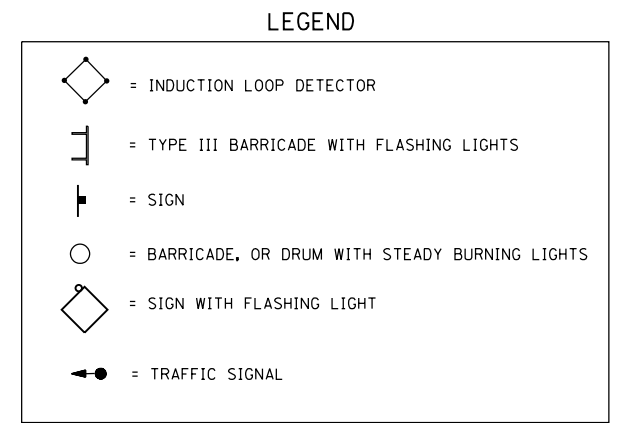 LEGEND
= INDUCTION LOOP DETECTOR
= TYPE III BARRICADE WITH FLASHING LIGHTS
= SIGN
= BARRICADE, OR DRUM WITH STEADY BURNING LIGHTS
= SIGN WITH FLASHING LIGHT
= TRAFFIC SIGNAL